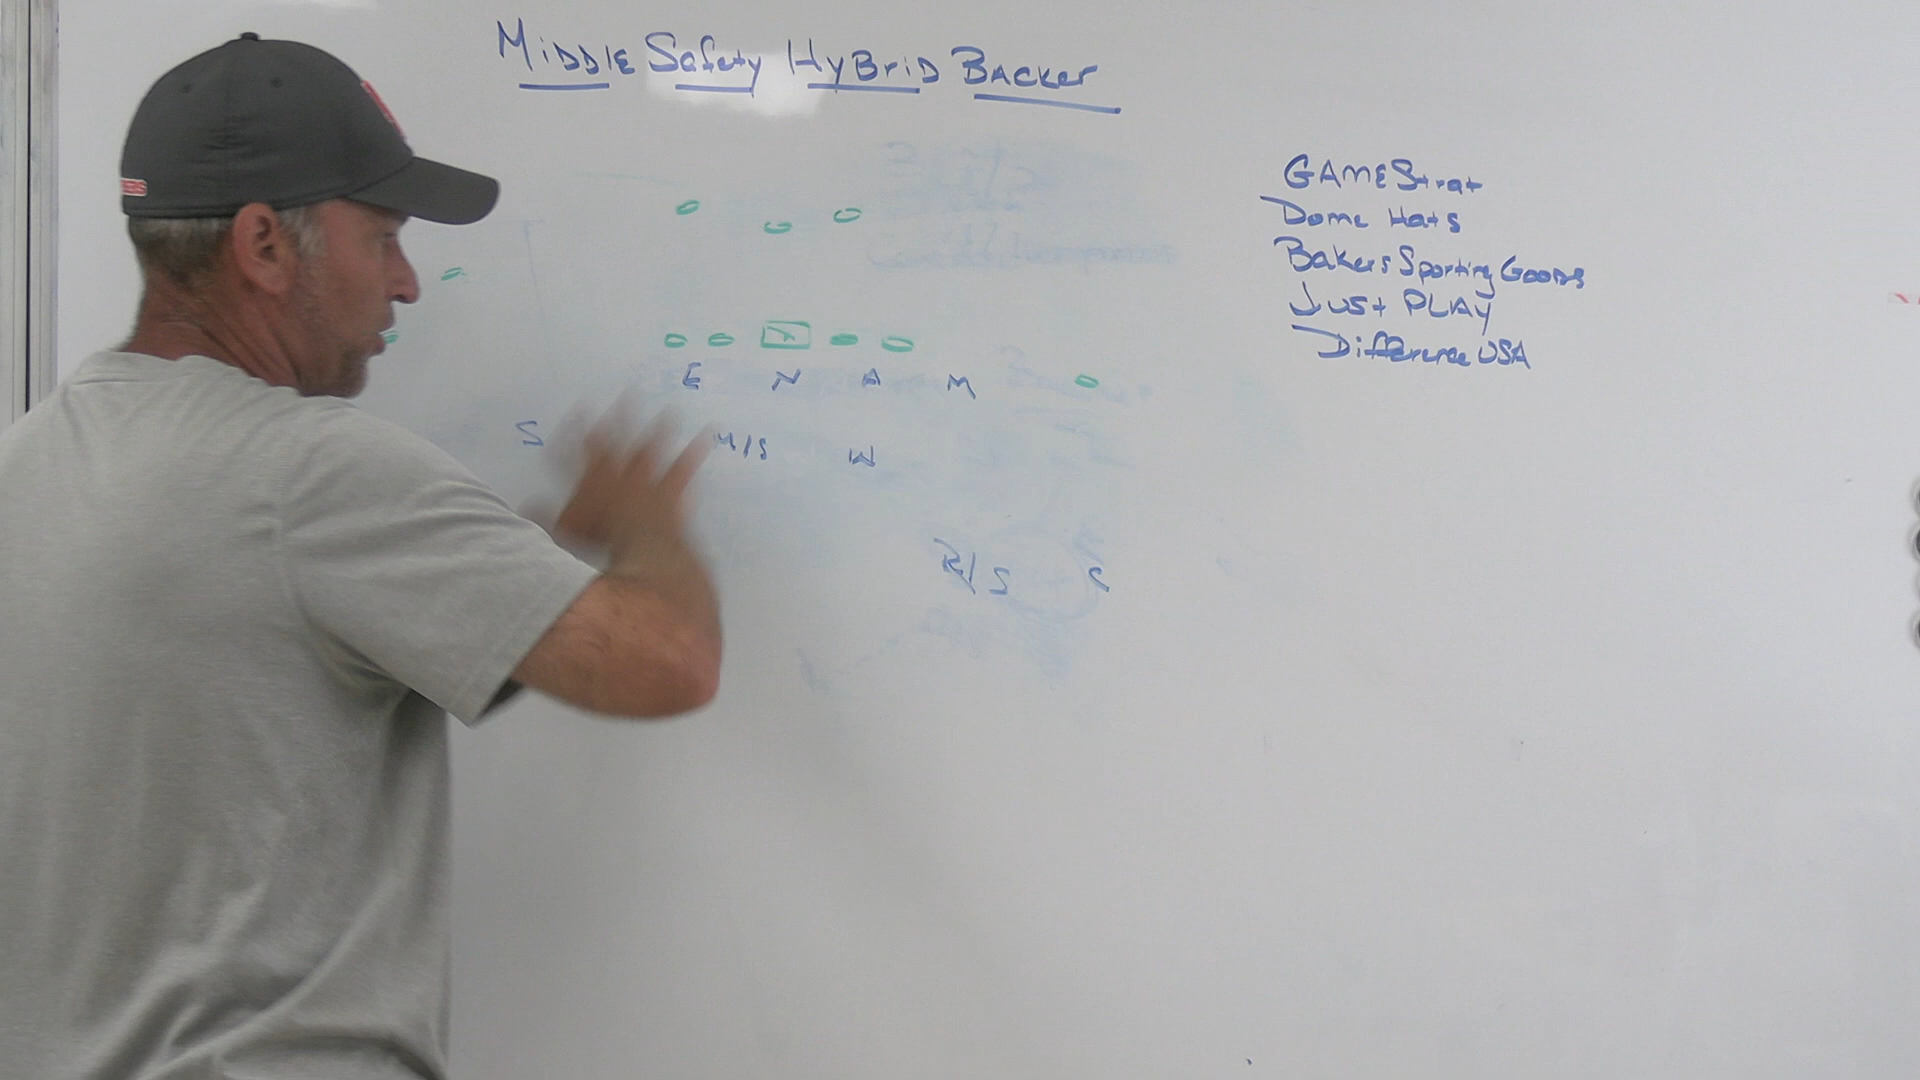 MIDDLE Safety HyBrid Backer
GAMEStrat
Dome Hats
Bakers Sporting Goods
Just PLAY
Difference USA
E N A M
S M/S W
R/S C